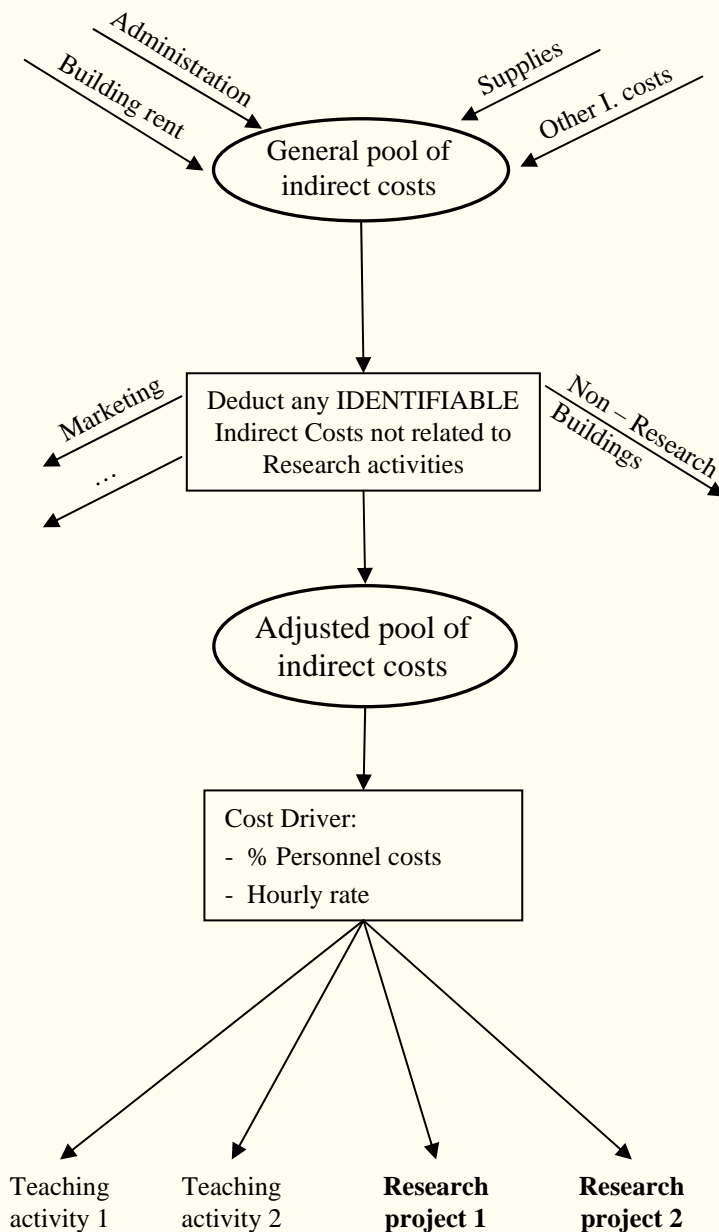 Administration
Building rent
Supplies
Other I. costs
General pool of
indirect costs
Marketing
…
Deduct any IDENTIFIABLE
Indirect Costs not related to
Research activities
Non – Research
Buildings
Adjusted pool of
indirect costs
Cost Driver:
- % Personnel costs
- Hourly rate
Teaching
activity 1
Teaching
activity 2
Research
project 1
Research
project 2